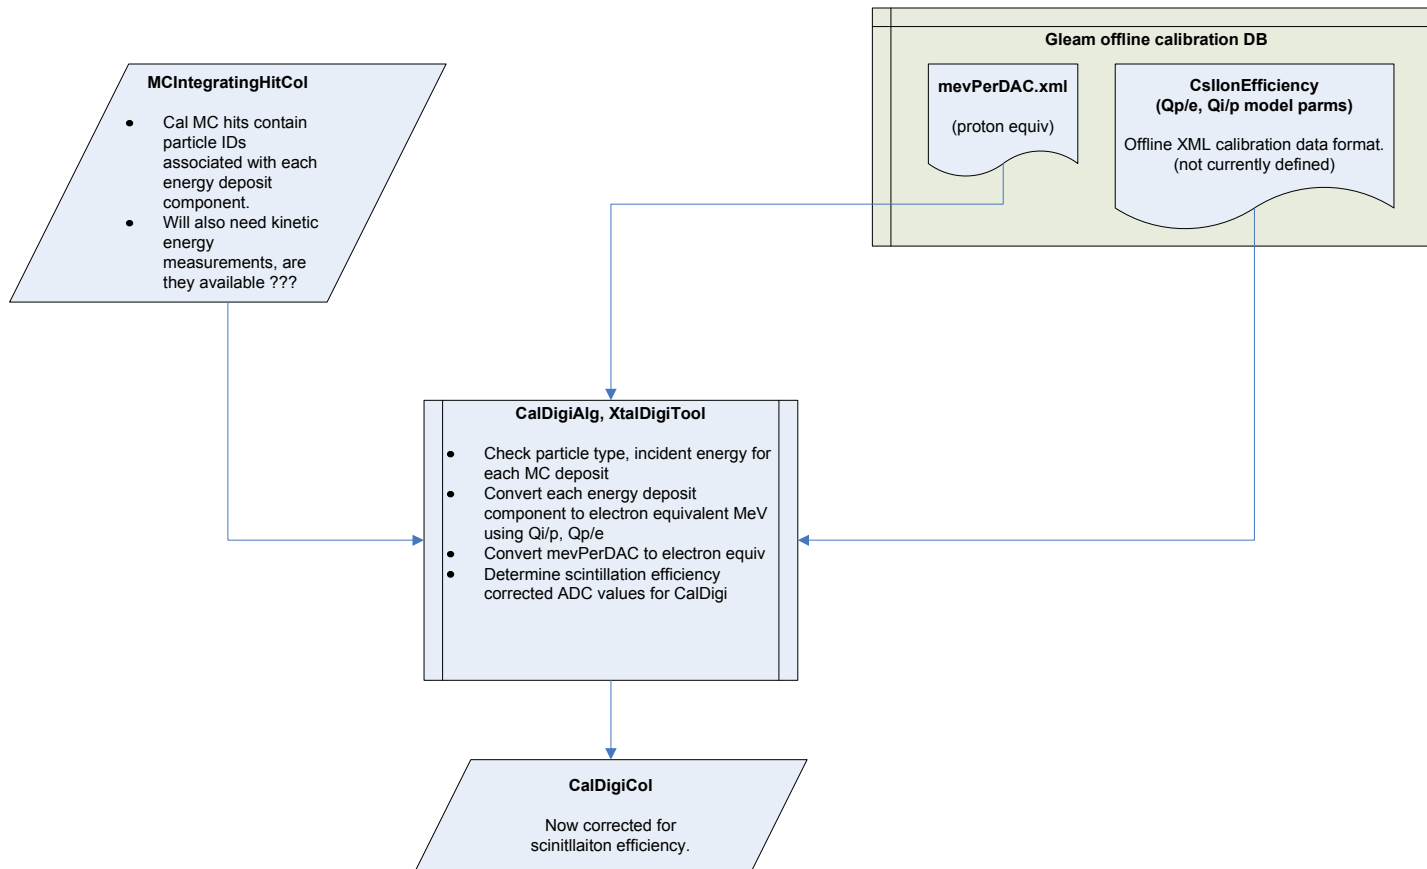 Gleam offline calibration DB
MCIntegratingHitCol
● Cal MC hits contain
particle IDs
associated with each
energy deposit
component.
● Will also need kinetic
energy
measurements, are
they available ???
mevPerDAC.xml
(proton equiv)
CsIIonEfficiency
(Qp/e, Qi/p model parms)
Offline XML calibration data format.
(not currently defined)
CalDigiAlg, XtalDigiTool
● Check particle type, incident energy for
each MC deposit
● Convert each energy deposit
component to electron equivalent MeV
using Qi/p, Qp/e
● Convert mevPerDAC to electron equiv
● Determine scintillation efficiency
corrected ADC values for CalDigi
CalDigiCol
Now corrected for
scinitllaiton efficiency.